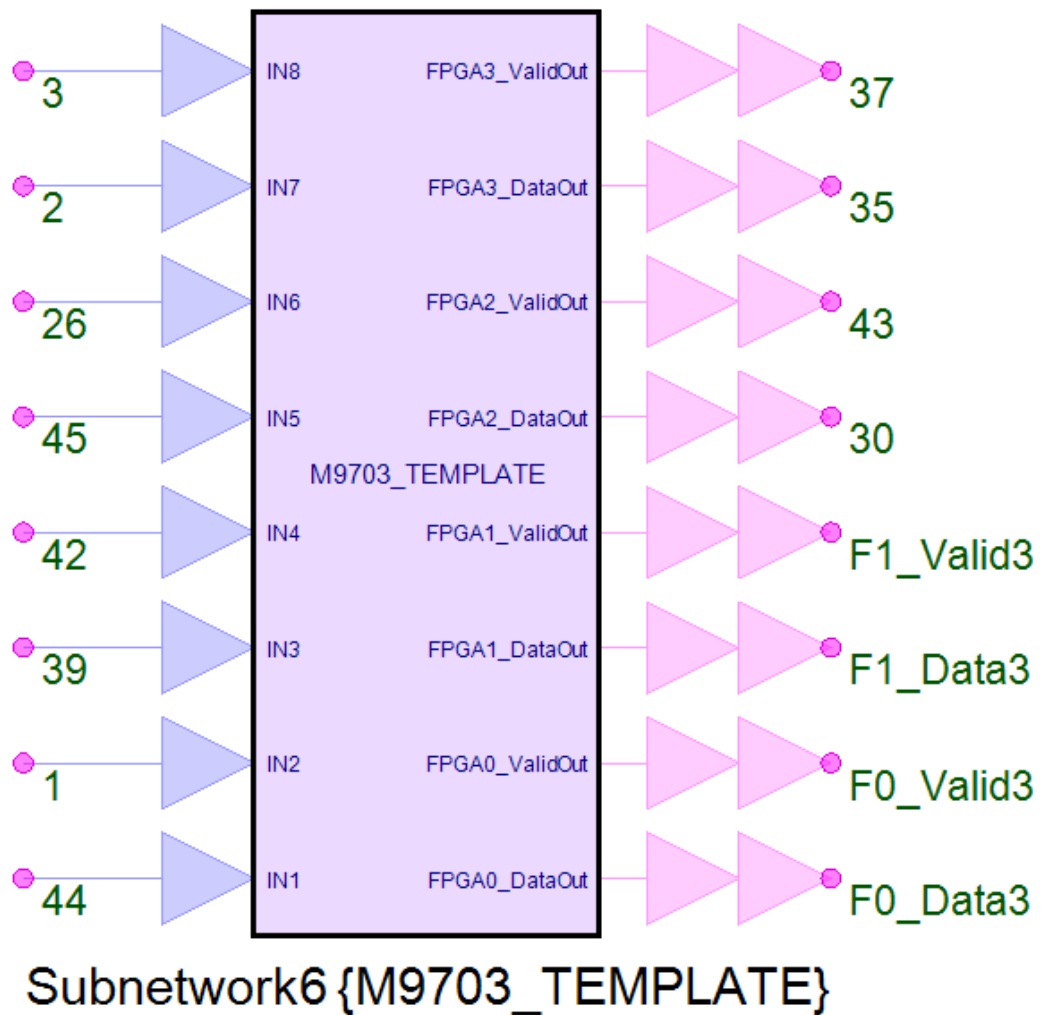 3 IN8 FPGA3_ValidOut 37
2 IN7 FPGA3_DataOut 35
26 IN6 FPGA2_ValidOut 43
45 IN5 FPGA2_DataOut 30
M9703_TEMPLATE
42 IN4 FPGA1_ValidOut F1_Valid3
39 IN3 FPGA1_DataOut F1_Data3
1 IN2 FPGA0_ValidOut F0_Valid3
44 IN1 FPGA0_DataOut F0_Data3
Subnetwork6 {M9703_TEMPLATE}